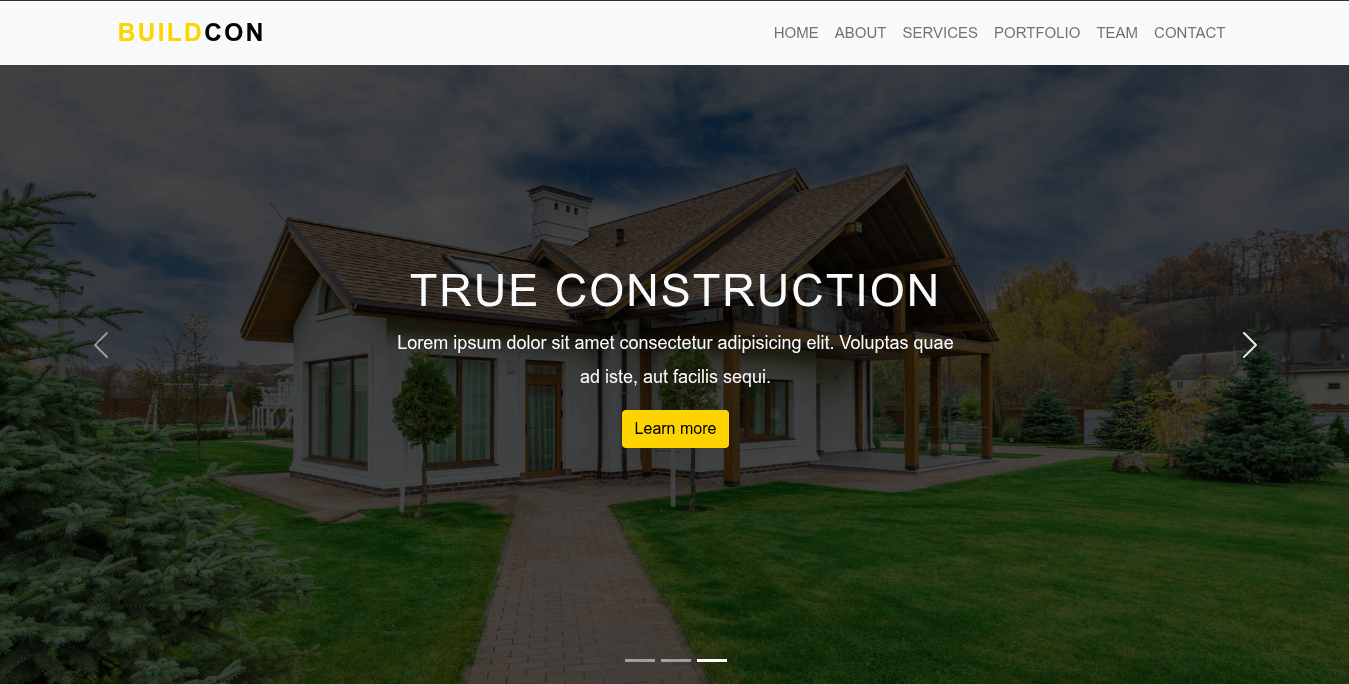 BUILDCON
HOME ABOUT SERVICES PORTFOLIO TEAM CONTACT
TRUE CONSTRUCTION
Lorem ipsum dolor sit amet consectetur adipisicing elit. Voluptas quae
ad iste, aut facilis sequi.
Learn more